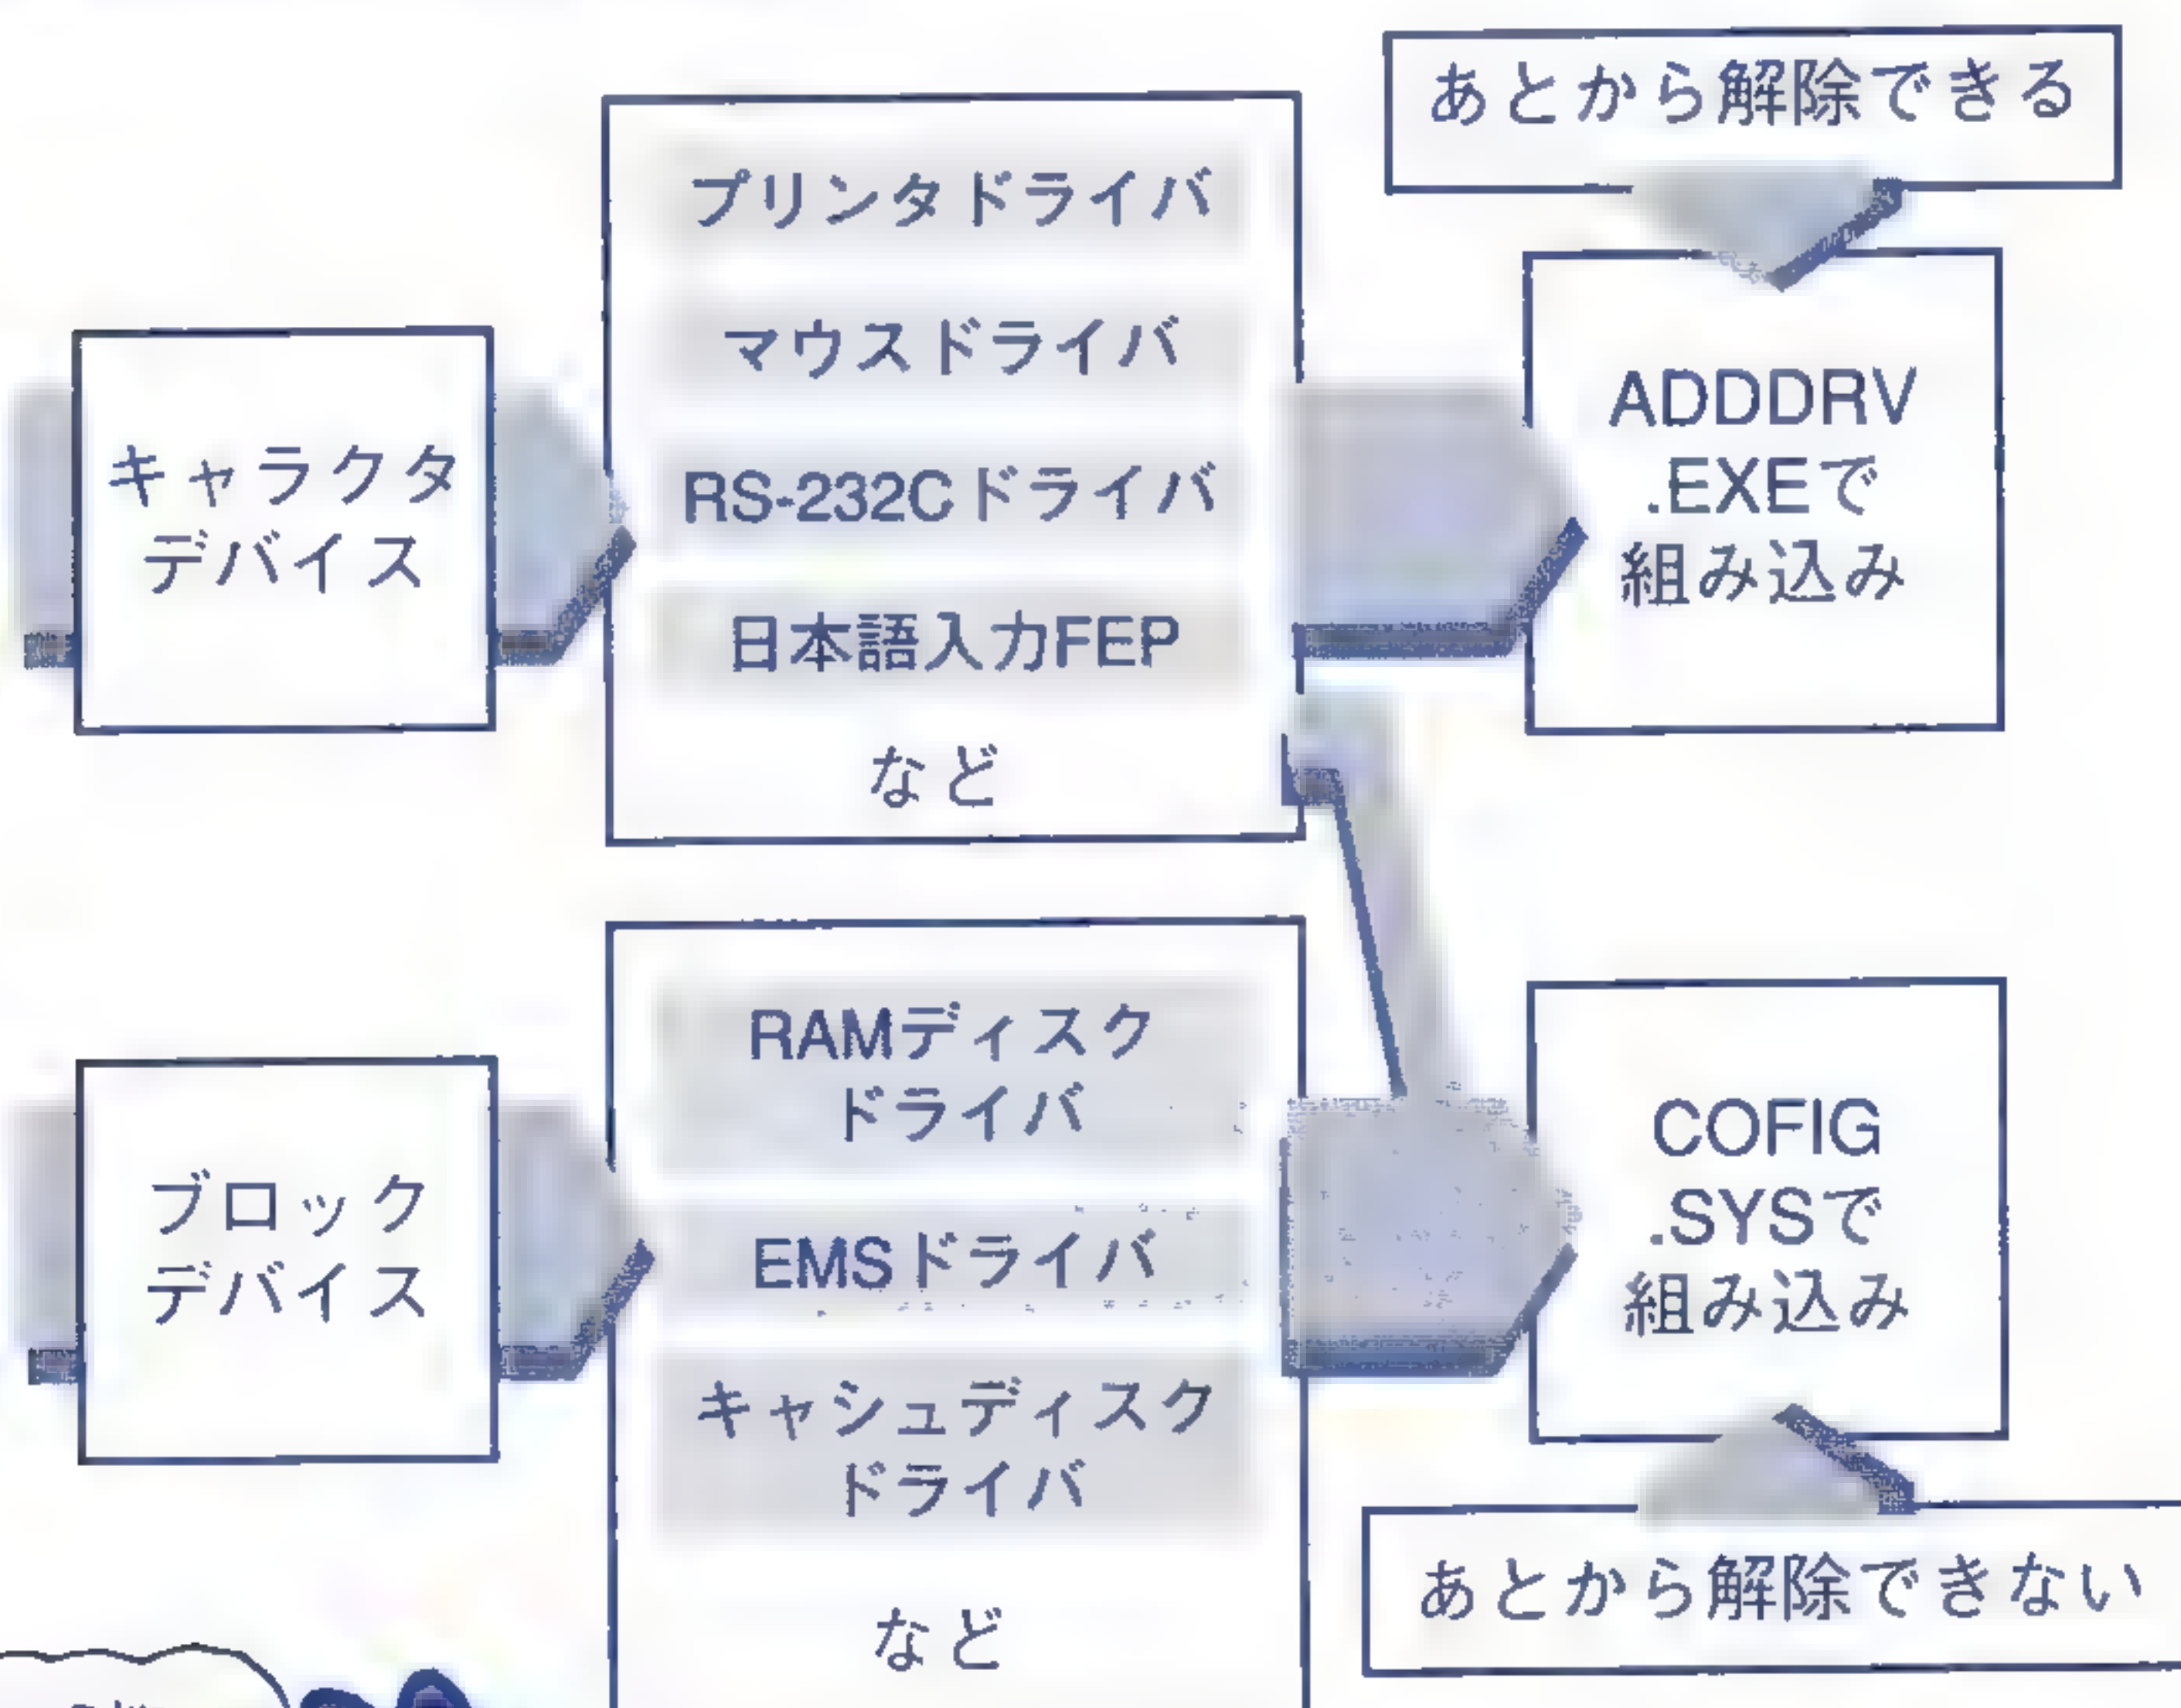 あとから解除できる
プリンタドライバ
マウスドライバ
RS-232Cドライバ
日本語入力FEP
など
キャラクタ
デバイス
ADDDRV
.EXEで
組み込み
RAMディスク
ドライバ
EMSドライバ
キャシュディスク
ドライバ
など
ブロック
デバイス
COFIG
.SYSで
組み込み
あとから解除できない